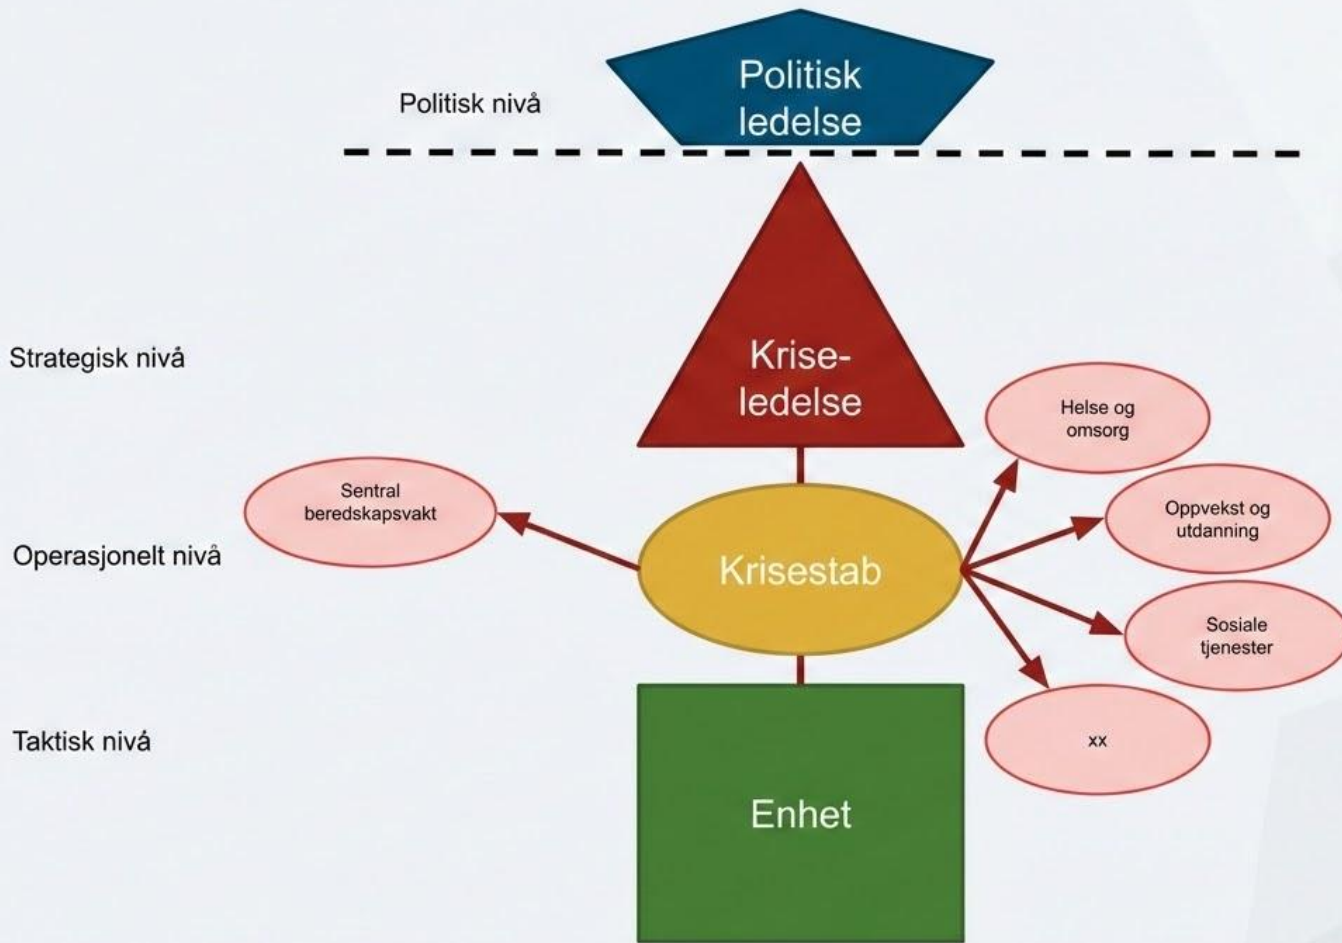 Politisk
ledelse
Politisk nivå
Krise-
ledelse
Strategisk nivå
Helse og
omsorg
Sentral
beredskapsvakt
Oppvekst og
utdanning
Operasjonelt nivå
Krisestab
Sosiale
tjenester
Taktisk nivå
xx
Enhet